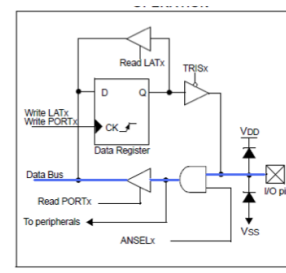 Read LATx
TRISx
D
Q
Write LATx
Write PORTx
CK
Data Register
VDD
Data Bus
I/O pi
Read PORTx
To peripherals
VSS
ANSELx